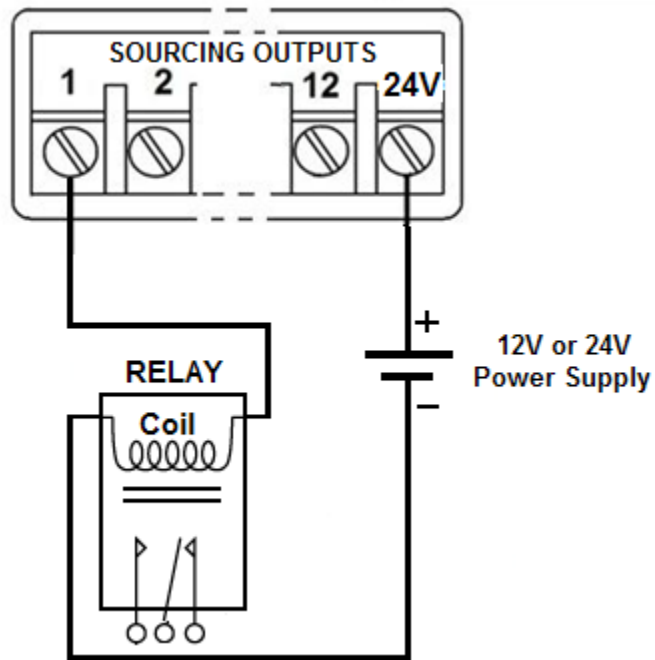 SOURCING OUTPUTS
1 2 12 24V
+
12V or 24V
Power Supply
−
RELAY
Coil